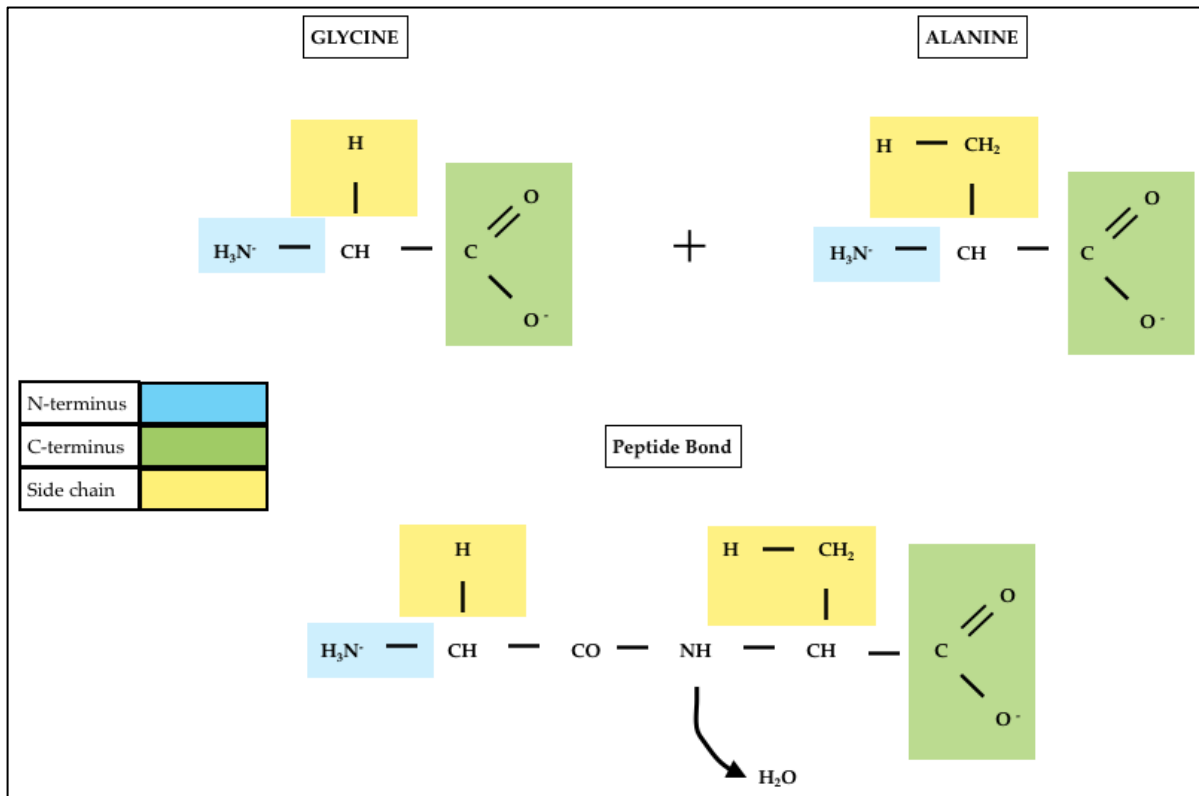 GLYCINE
ALANINE
H
H CH₂
O
O
H₃N⁻ CH C
H₃N⁻ CH C
O⁻
O⁻
N-terminus
C-terminus
Side chain
Peptide Bond
H
H CH₂
O
H₃N⁻ CH CO NH CH C
O⁻
H₂O